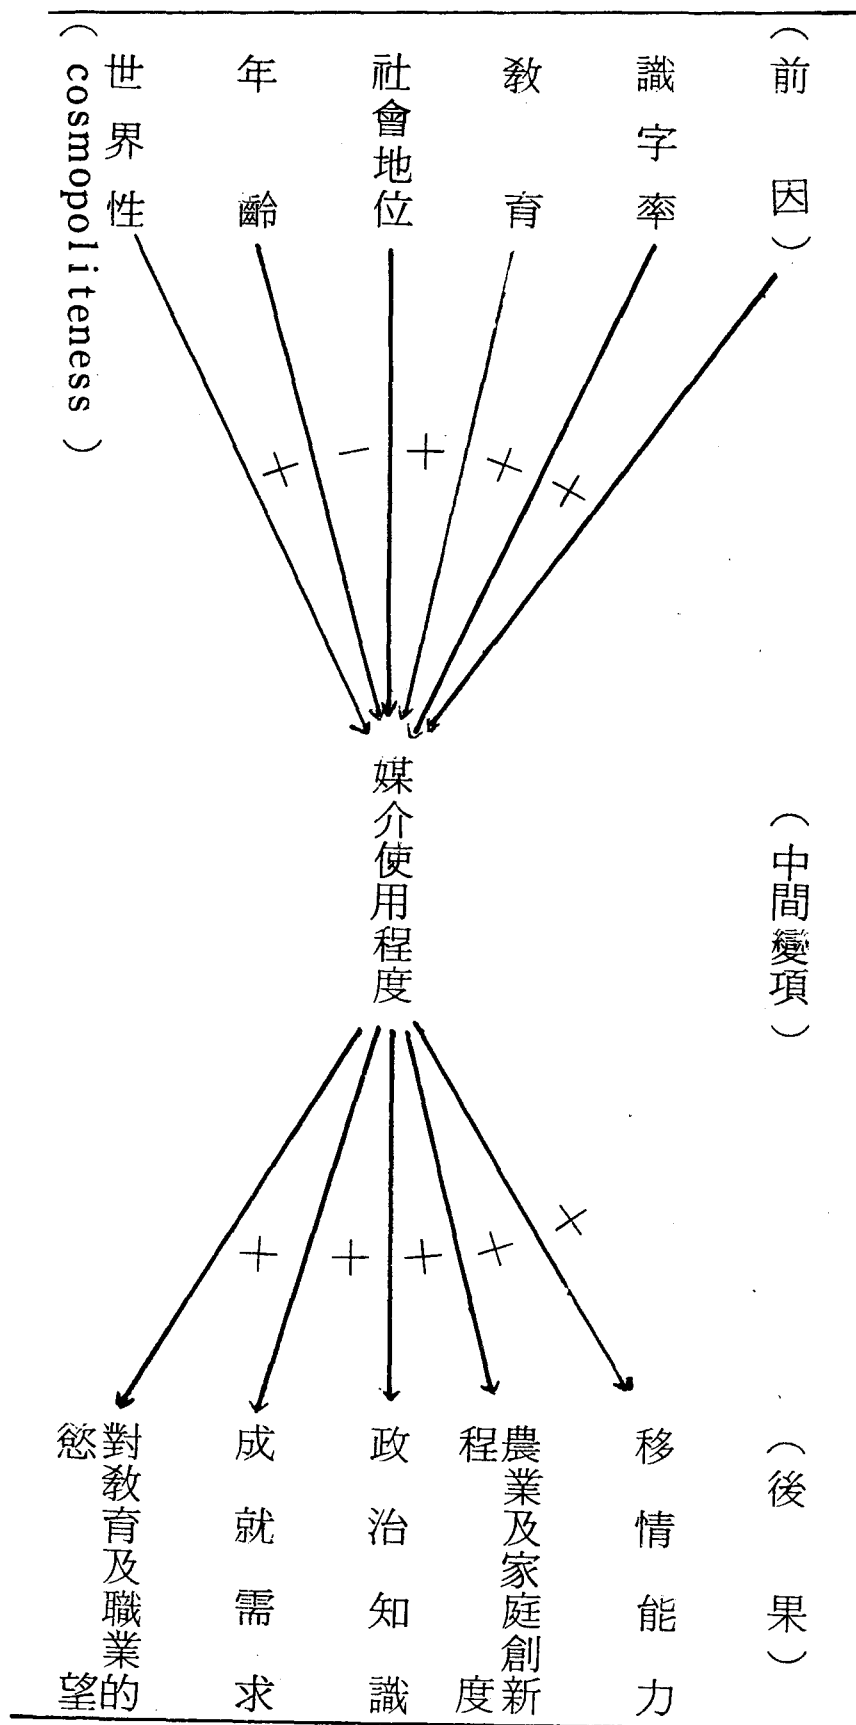 （前因）
識字率
教育
社會地位
年齡
世界性
（cosmopoliteness）
+
+
+
−
+
（中間變項）
媒介使用程度
+
+
+
+
+
（後果）
移情能力
農業及家庭創新
程度
政治知識
成就需求
對教育及職業的
慾望